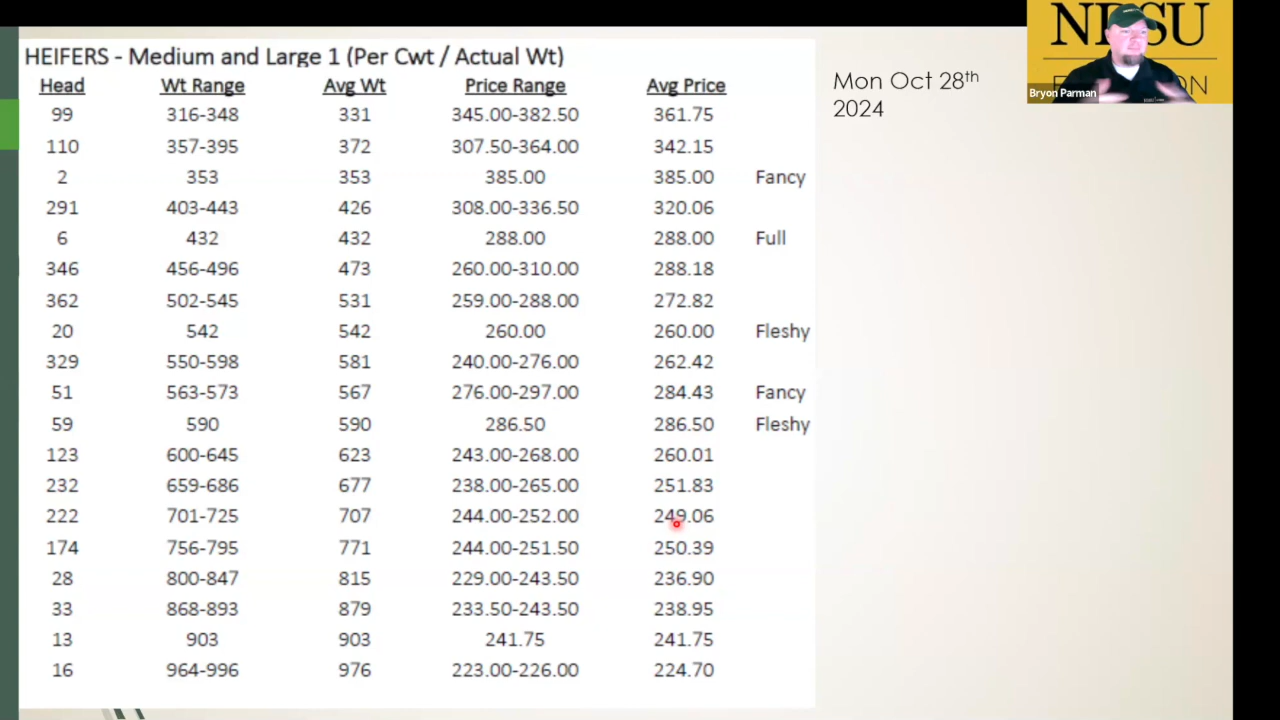 HEIFERS - Medium and Large 1 (Per Cwt / Actual Wt)
Head Wt Range Avg Wt Price Range Avg Price
99 316-348 331 345.00-382.50 361.75
110 357-395 372 307.50-364.00 342.15
2 353 353 385.00 385.00 Fancy
291 403-443 426 308.00-336.50 320.06
6 432 432 288.00 288.00 Full
346 456-496 473 260.00-310.00 288.18
362 502-545 531 259.00-288.00 272.82
20 542 542 260.00 260.00 Fleshy
329 550-598 581 240.00-276.00 262.42
51 563-573 567 276.00-297.00 284.43 Fancy
59 590 590 286.50 286.50 Fleshy
123 600-645 623 243.00-268.00 260.01
232 659-686 677 238.00-265.00 251.83
222 701-725 707 244.00-252.00 249.06
174 756-795 771 244.00-251.50 250.39
28 800-847 815 229.00-243.50 236.90
33 868-893 879 233.50-243.50 238.95
13 903 903 241.75 241.75
16 964-996 976 223.00-226.00 224.70
Mon Oct 28th
2024
Bryon Parman